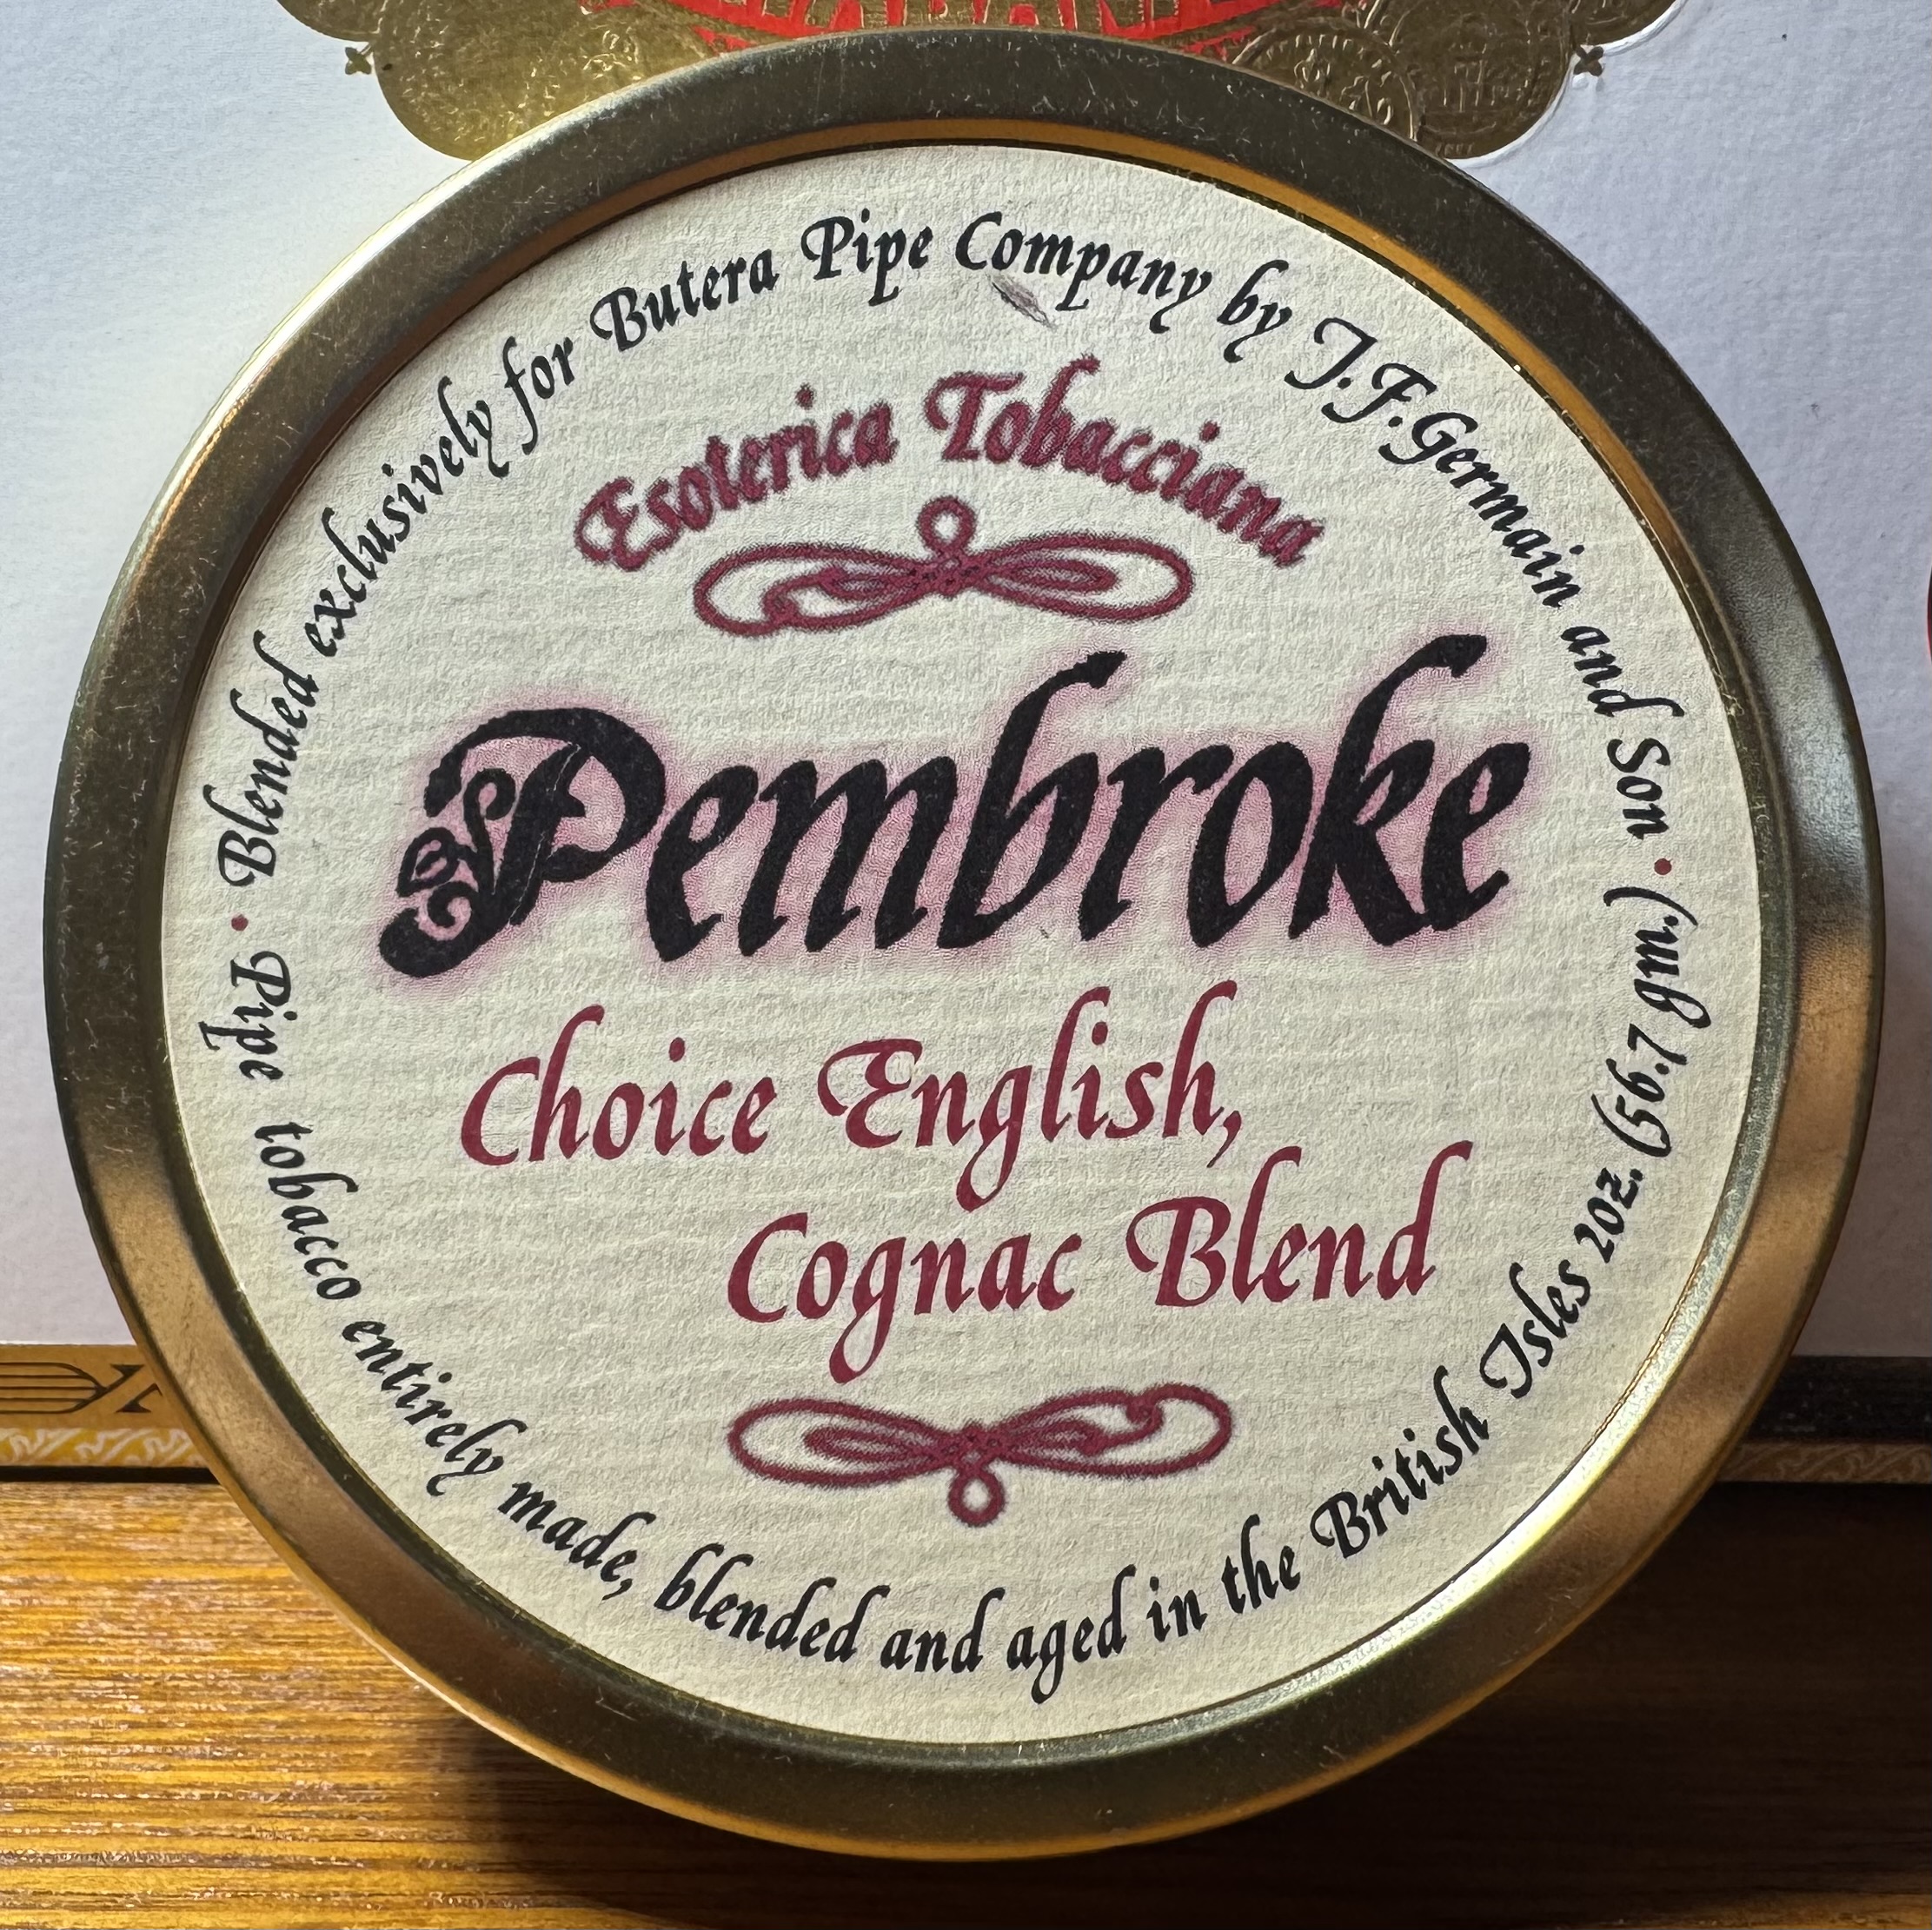 Blended exclusively for Butera Pipe Company by J.F.Germain and Son
Esoterica Tobacciana
Pembroke
Choice English,
Cognac Blend
Pipe tobacco entirely made, blended and aged in the British Isles 2oz. (56.7 gm.)